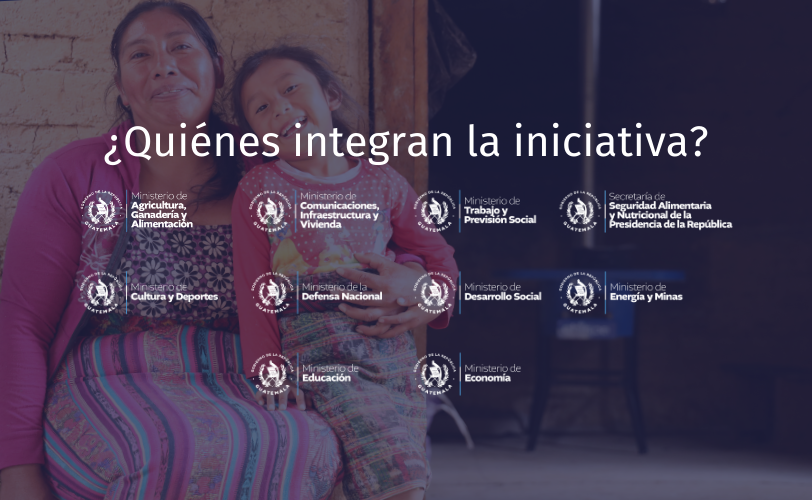 ¿Quiénes integran la iniciativa?
GOBIERNO DE LA REPÚBLICA
GUATEMALA
Ministerio de
Agricultura,
Ganadería y
Alimentación
GOBIERNO DE LA REPÚBLICA
GUATEMALA
Ministerio de
Comunicaciones,
Infraestructura y
Vivienda
GOBIERNO DE LA REPÚBLICA
GUATEMALA
Ministerio de
Trabajo y
Previsión Social
GOBIERNO DE LA REPÚBLICA
GUATEMALA
Secretaría de
Seguridad Alimentaria
y Nutricional de la
Presidencia de la República
GOBIERNO DE LA REPÚBLICA
GUATEMALA
Ministerio de
Cultura y Deportes
GOBIERNO DE LA REPÚBLICA
GUATEMALA
Ministerio de la
Defensa Nacional
GOBIERNO DE LA REPÚBLICA
GUATEMALA
Ministerio de
Desarrollo Social
GOBIERNO DE LA REPÚBLICA
GUATEMALA
Ministerio de
Energía y Minas
GOBIERNO DE LA REPÚBLICA
GUATEMALA
Ministerio de
Educación
GOBIERNO DE LA REPÚBLICA
GUATEMALA
Ministerio de
Economía